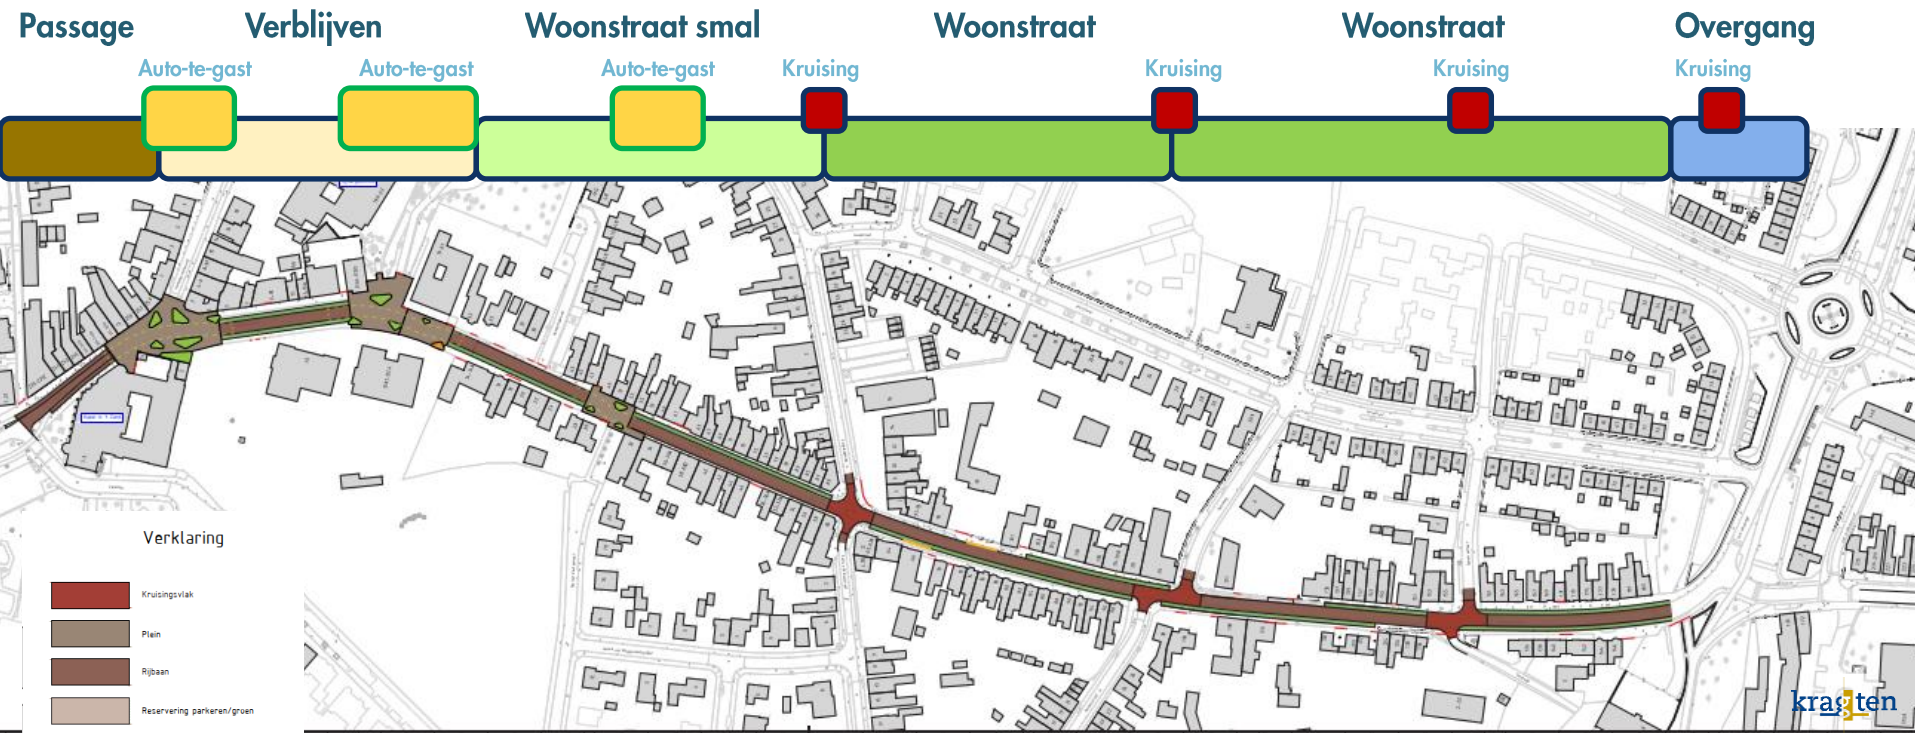 Passage
Verblijven
Woonstraat smal
Woonstraat
Woonstraat
Overgang
Auto-te-gast
Auto-te-gast
Auto-te-gast
Kruising
Kruising
Kruising
Kruising
Verklaring
Kruisingsvlak
Plein
Rijbaan
Reservering parkeren/groen
kragten